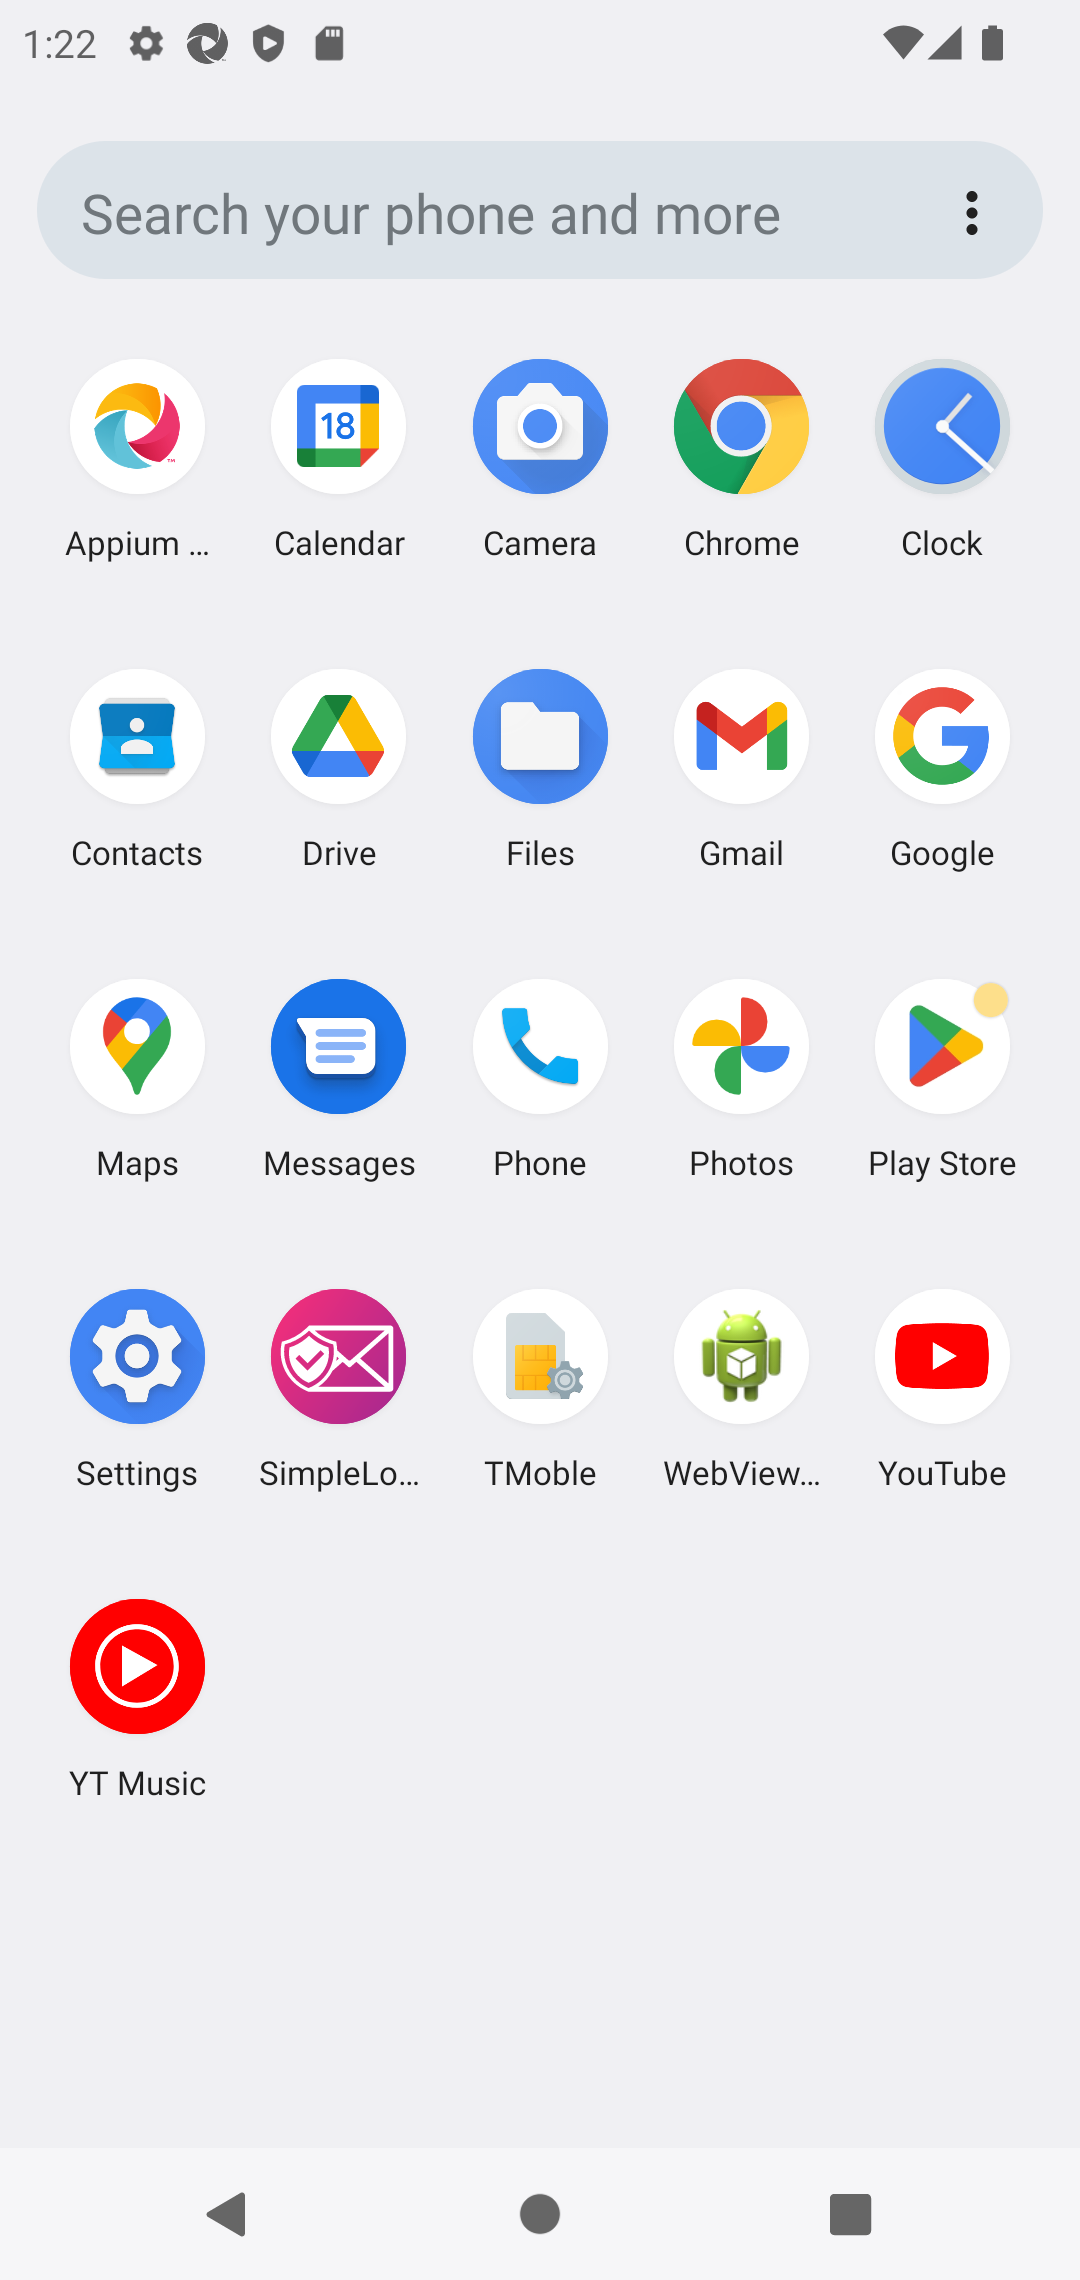 1:22
Search your phone and more
18
Appium …
Calendar
Camera
Chrome
Clock
Contacts
Drive
Files
Gmail
Google
Maps
Messages
Phone
Photos
Play Store
Settings
SimpleLo…
TMoble
WebView…
YouTube
YT Music